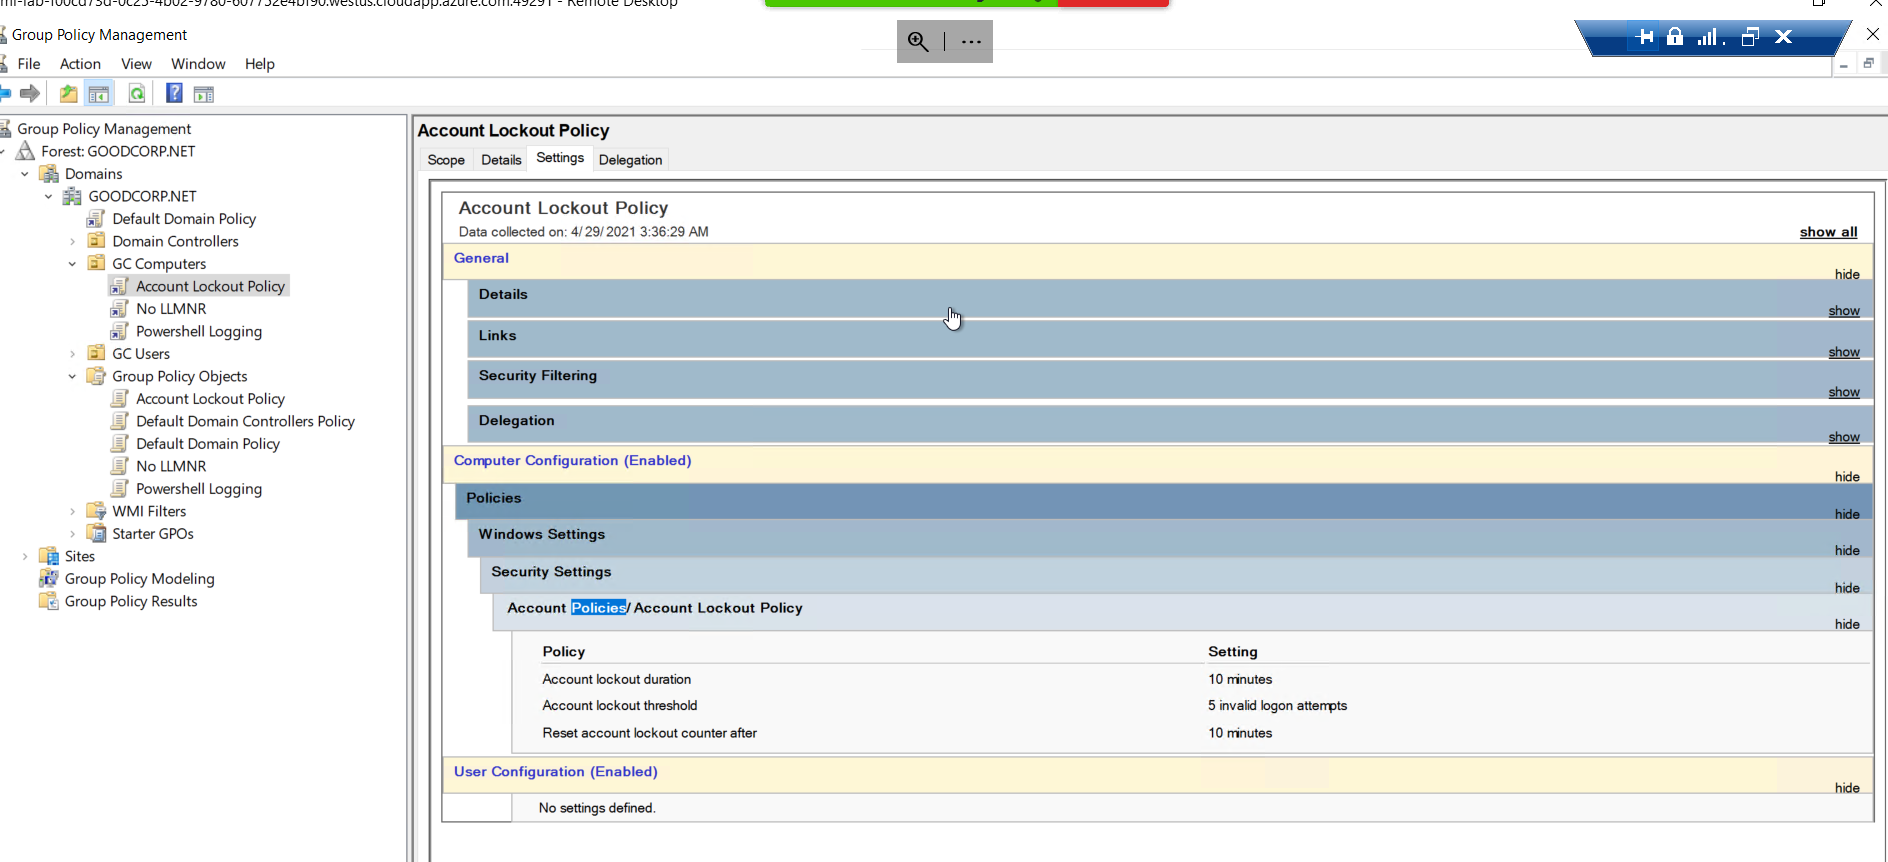 ml-lab-f00cd73d-0c25-4b02-9780-607752e4bf90.westus.cloudapp.azure.com:49291 - Remote Desktop
Group Policy Management
File Action View Window Help
Group Policy Management
Forest: GOODCORP.NET
Domains
GOODCORP.NET
Default Domain Policy
Domain Controllers
GC Computers
Account Lockout Policy
No LLMNR
Powershell Logging
GC Users
Group Policy Objects
Account Lockout Policy
Default Domain Controllers Policy
Default Domain Policy
No LLMNR
Powershell Logging
WMI Filters
Starter GPOs
Sites
Group Policy Modeling
Group Policy Results
Account Lockout Policy
Scope Details Settings Delegation
Account Lockout Policy
Data collected on: 4/29/2021 3:36:29 AM
show all
General
hide
Details
show
Links
show
Security Filtering
show
Delegation
show
Computer Configuration (Enabled)
hide
Policies
hide
Windows Settings
hide
Security Settings
hide
Account Policies/Account Lockout Policy
hide
Policy Setting
Account lockout duration 10 minutes
Account lockout threshold 5 invalid logon attempts
Reset account lockout counter after 10 minutes
User Configuration (Enabled)
hide
No settings defined.